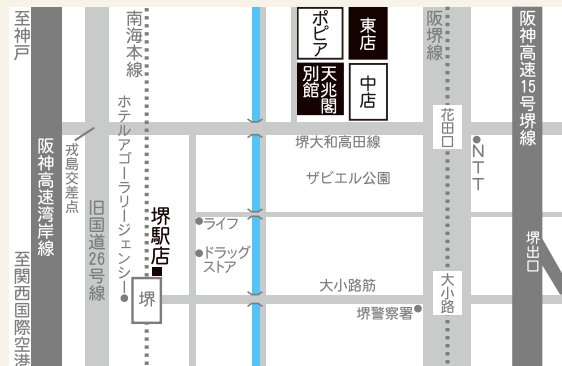 至神戸
阪神高速湾岸線
至関西国際空港
戎島交差点
旧国道26号線
ホテルアゴーラリージェンシー
南海本線
堺駅店
堺
ライフ
ドラッグ
ストア
ポピア
東店
天兆閣
別館
中店
堺大和高田線
ザビエル公園
大小路筋
堺警察署
阪堺線
花田口
大小路
NTT
阪神高速15号堺線
堺出口